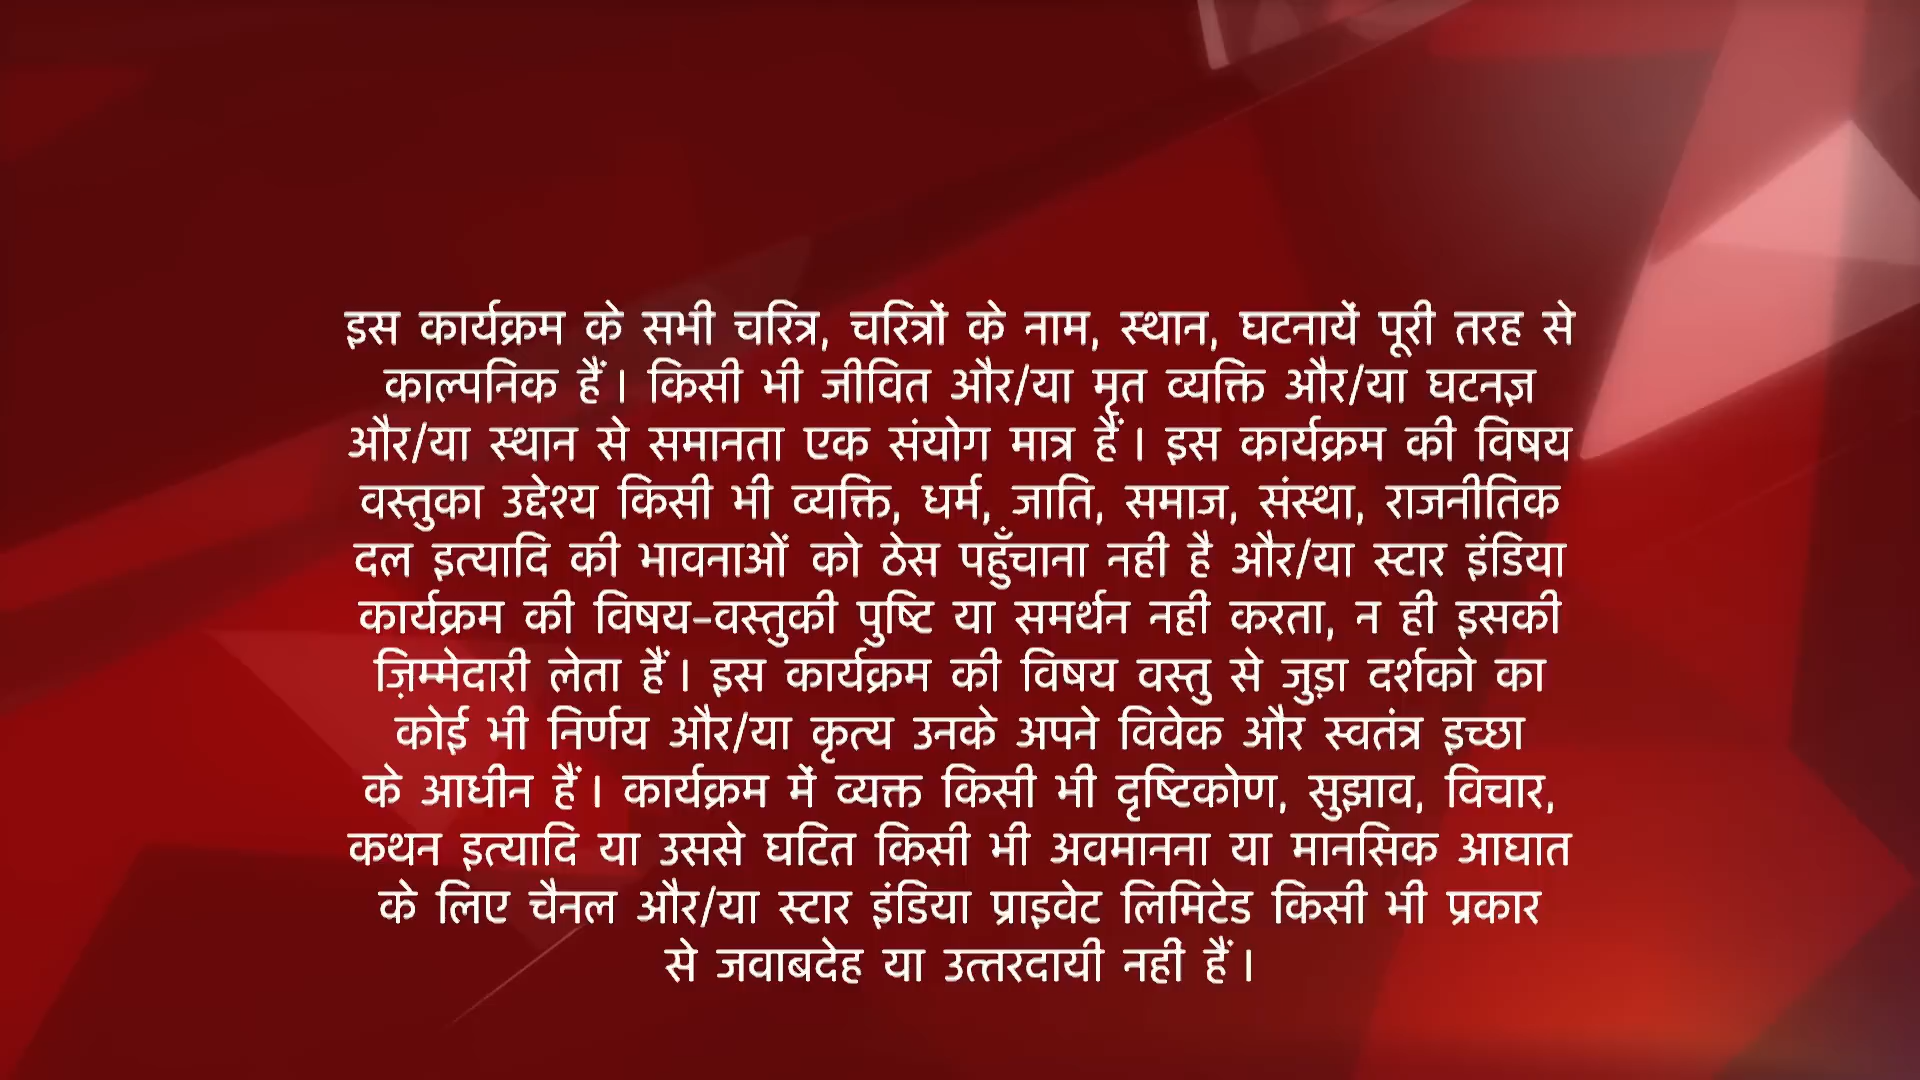 इस कार्यक्रम के सभी चरित्र, चरित्रों के नाम, स्थान, घटनायें पूरी तरह से
काल्पनिक हैं। किसी भी जीवित और/या मृत व्यक्ति और/या घटनज्ञ
और/या स्थान से समानता एक संयोग मात्र हैं। इस कार्यक्रम की विषय
वस्तुका उद्देश्य किसी भी व्यक्ति, धर्म, जाति, समाज, संस्था, राजनीतिक
दल इत्यादि की भावनाओं को ठेस पहुँचाना नही है और/या स्टार इंडिया
कार्यक्रम की विषय-वस्तुकी पुष्टि या समर्थन नही करता, न ही इसकी
ज़िम्मेदारी लेता हैं। इस कार्यक्रम की विषय वस्तु से जुड़ा दर्शको का
कोई भी निर्णय और/या कृत्य उनके अपने विवेक और स्वतंत्र इच्छा
के आधीन हैं। कार्यक्रम में व्यक्त किसी भी दृष्टिकोण, सुझाव, विचार,
कथन इत्यादि या उससे घटित किसी भी अवमानना या मानसिक आघात
के लिए चैनल और/या स्टार इंडिया प्राइवेट लिमिटेड किसी भी प्रकार
से जवाबदेह या उत्तरदायी नही हैं।